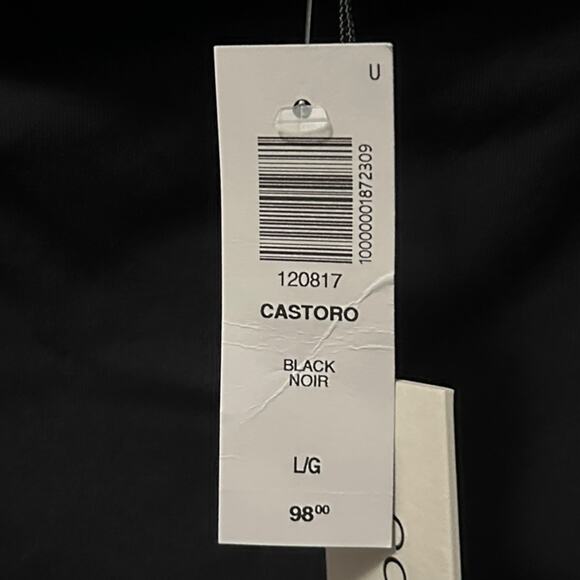 U
10000001872309
120817
CASTORO
BLACK
NOIR
L/G
98⁰⁰